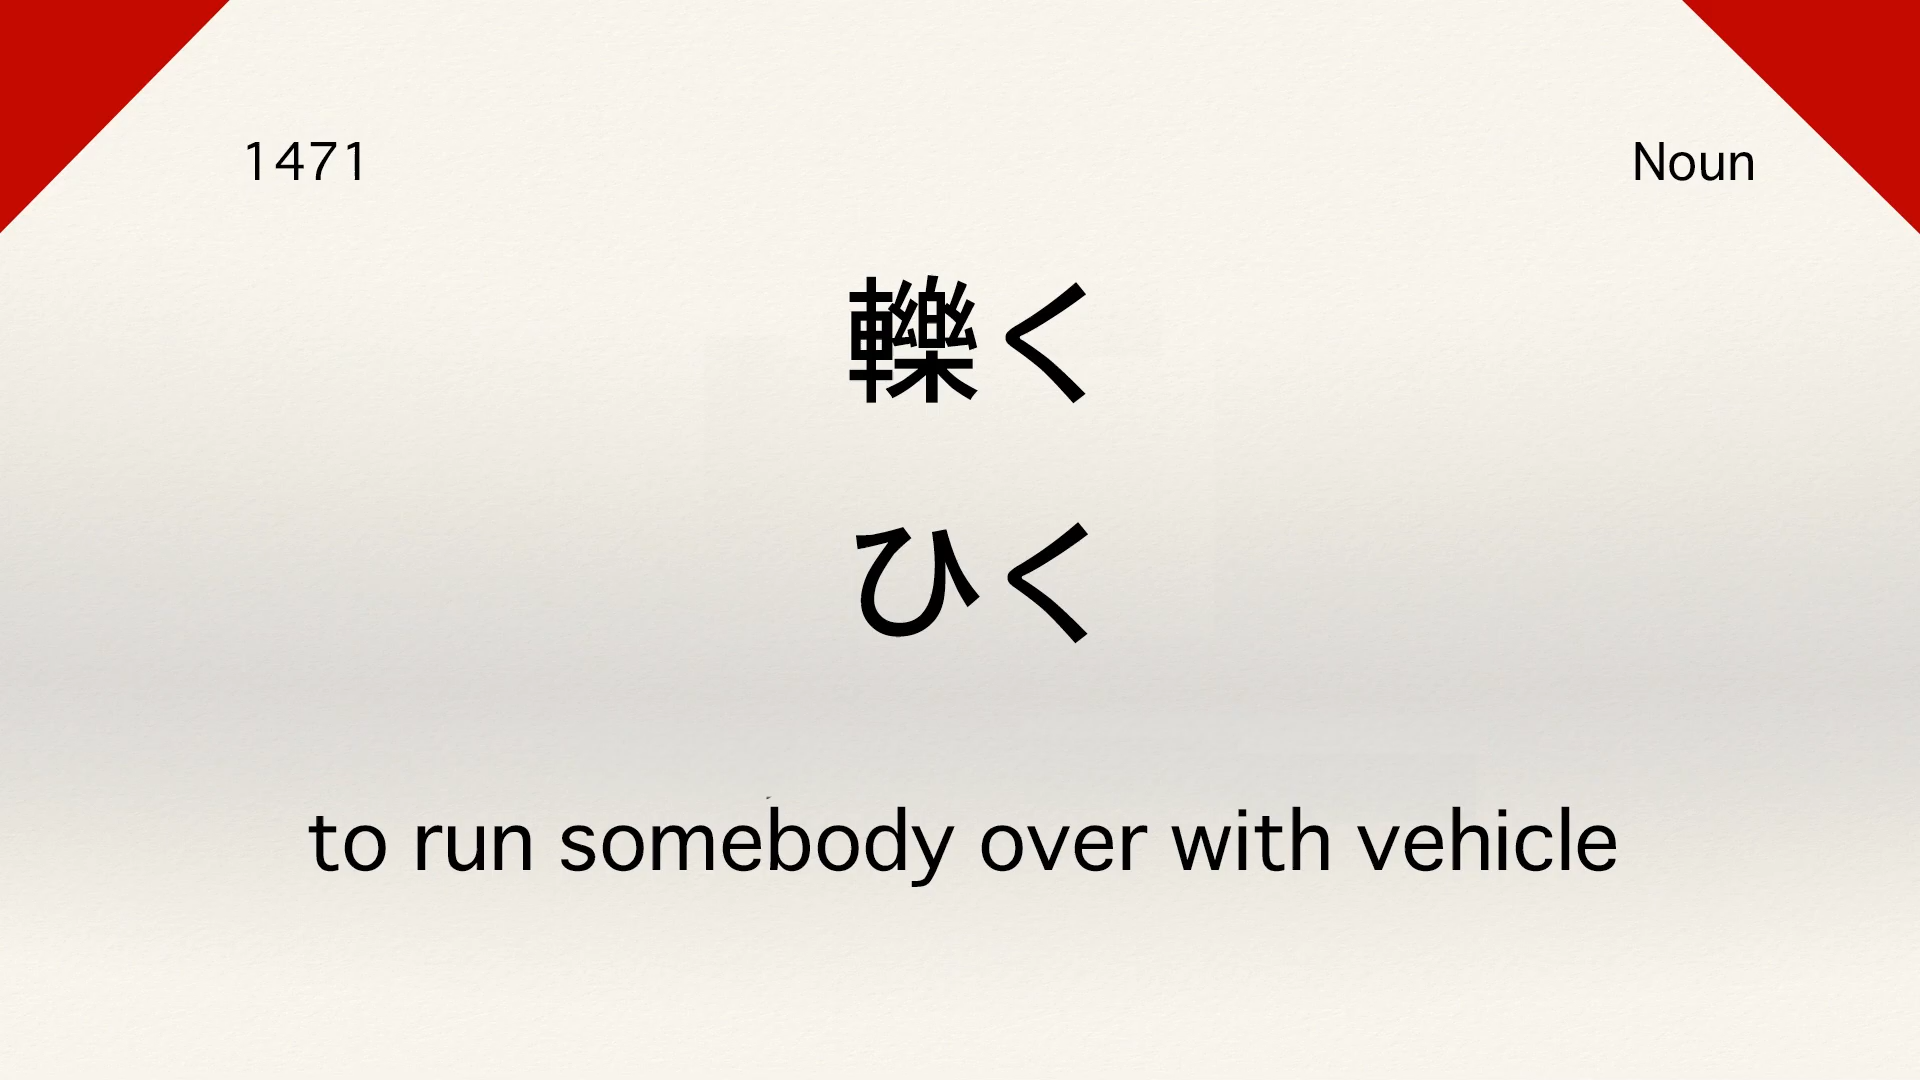 1471
Noun
轢く
ひく
to run somebody over with vehicle